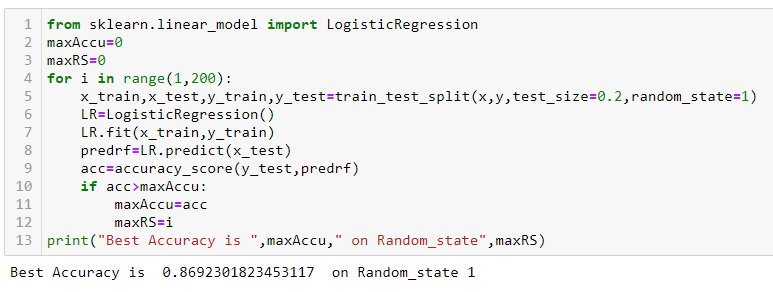 1 from sklearn.linear_model import LogisticRegression
2 maxAccu=0
3 maxRS=0
4 for i in range(1,200):
5     x_train,x_test,y_train,y_test=train_test_split(x,y,test_size=0.2,random_state=1)
6     LR=LogisticRegression()
7     LR.fit(x_train,y_train)
8     predrf=LR.predict(x_test)
9     acc=accuracy_score(y_test,predrf)
10     if acc>maxAccu:
11         maxAccu=acc
12         maxRS=i
13 print("Best Accuracy is ",maxAccu," on Random_state",maxRS)
Best Accuracy is  0.8692301823453117  on Random_state 1